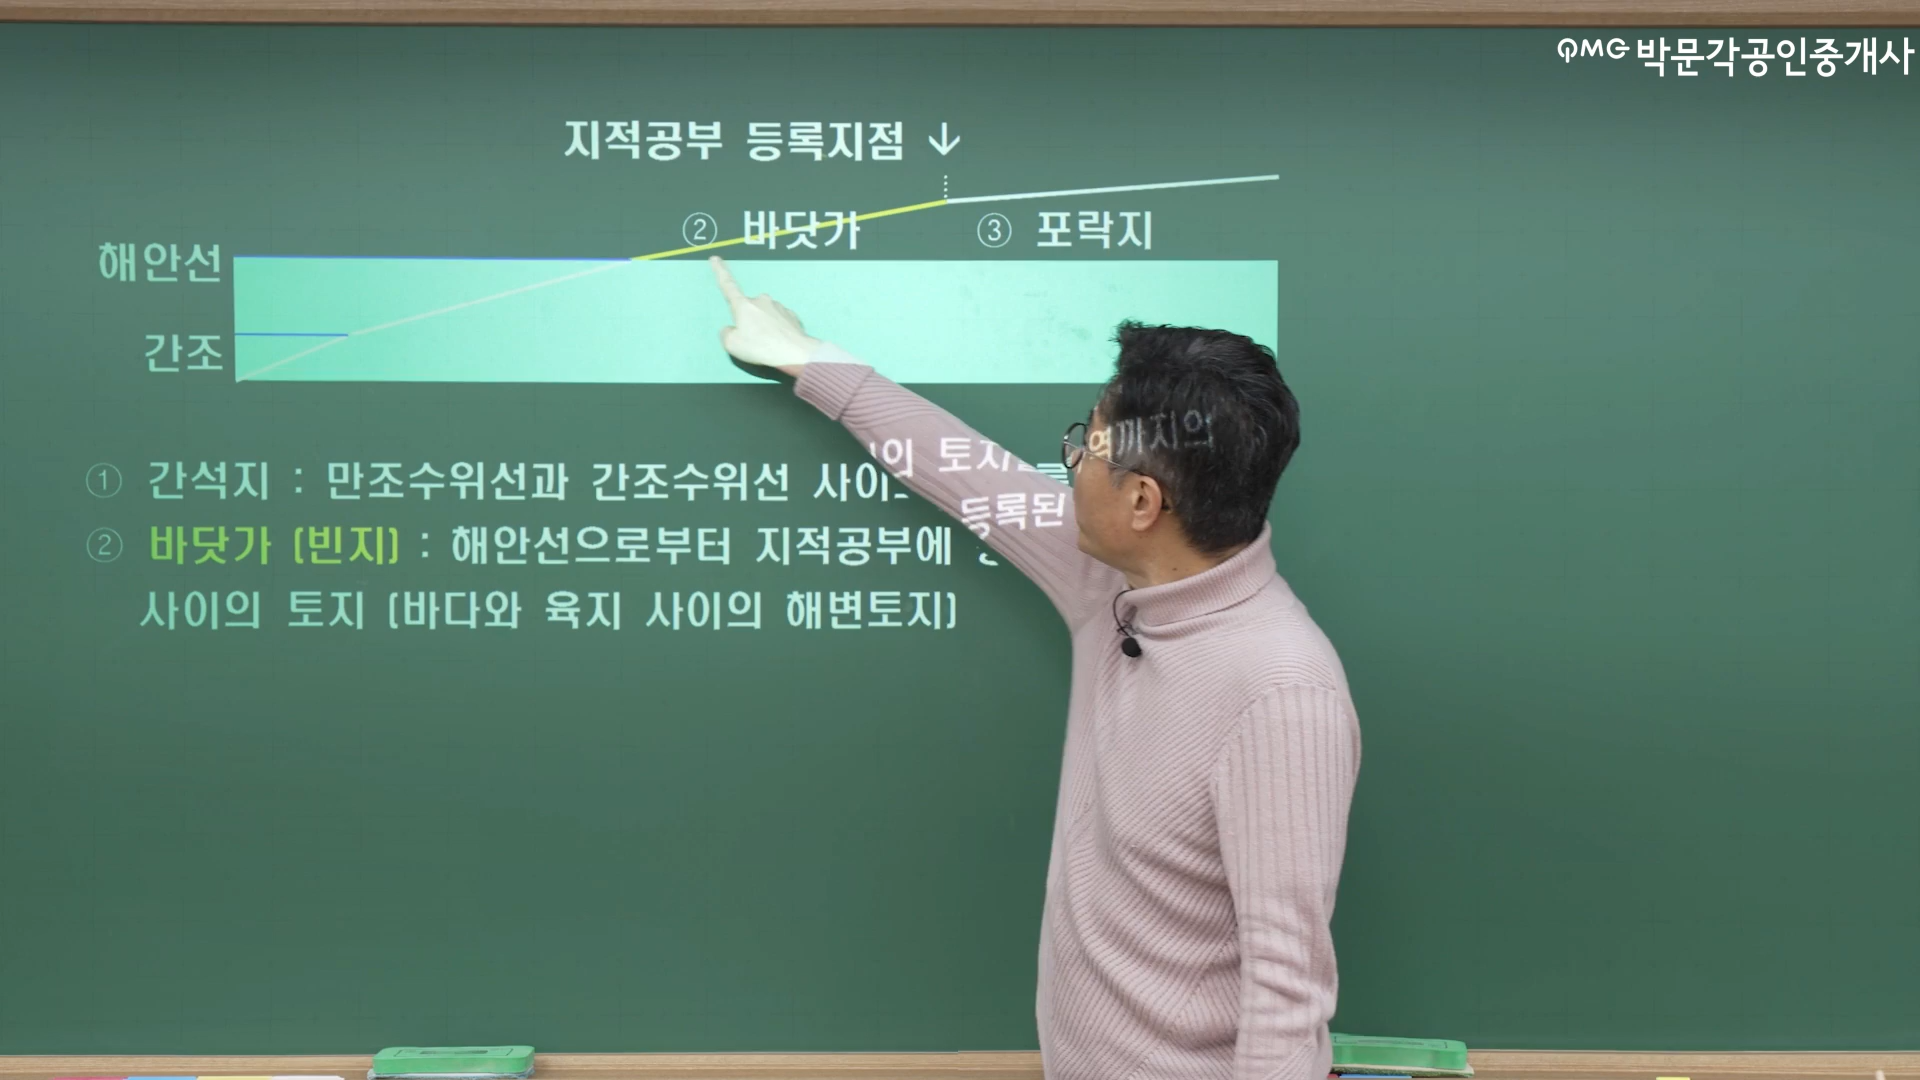 PMG 박문각공인중개사
지적공부 등록지점 ↓
② 바닷가 ③ 포락지
해안선
간조
① 간석지 : 만조수위선과 간조수위선 사이의 토지
② 바닷가 (빈지) : 해안선으로부터 지적공부에 등록된 까지의
사이의 토지 (바다와 육지 사이의 해변토지)